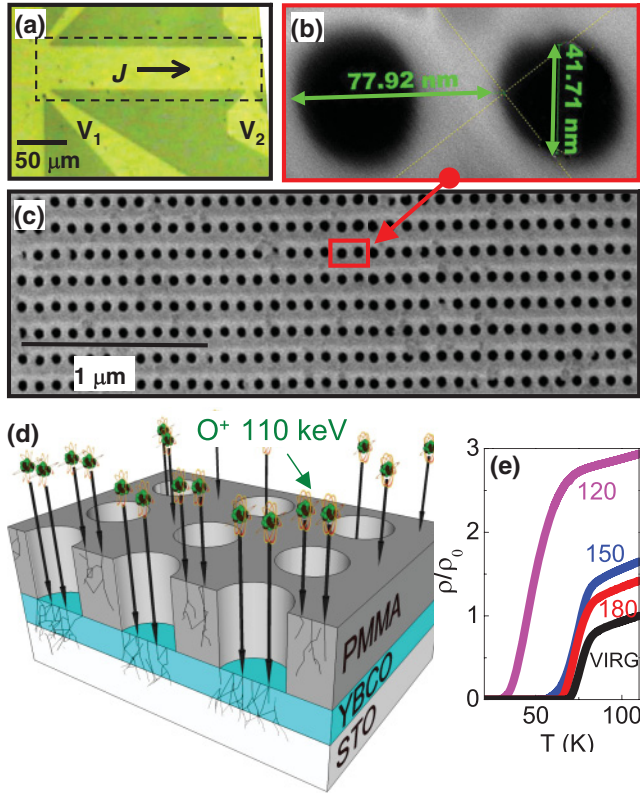 (a)
J
V1
V2
50 μm
(b)
77.92 nm
41.71 nm
(c)
1 μm
(d)
O⁺ 110 keV
PMMA
YBCO
STO
(e)
3
2
1
0
ρ/ρ₀
120
150
180
VIRG
50
100
T (K)